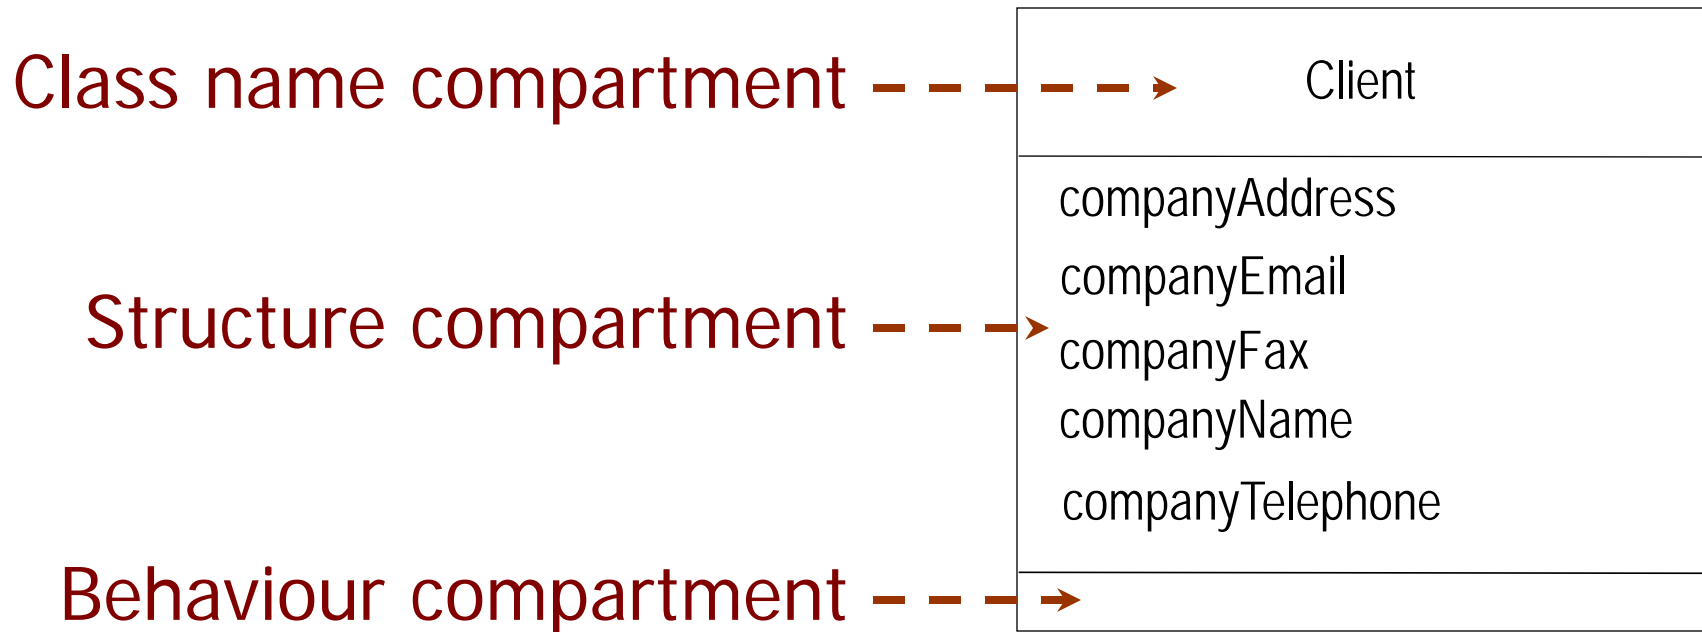 Class name compartment
Client
companyAddress
companyEmail
Structure compartment
companyFax
companyName
companyTelephone
Behaviour compartment